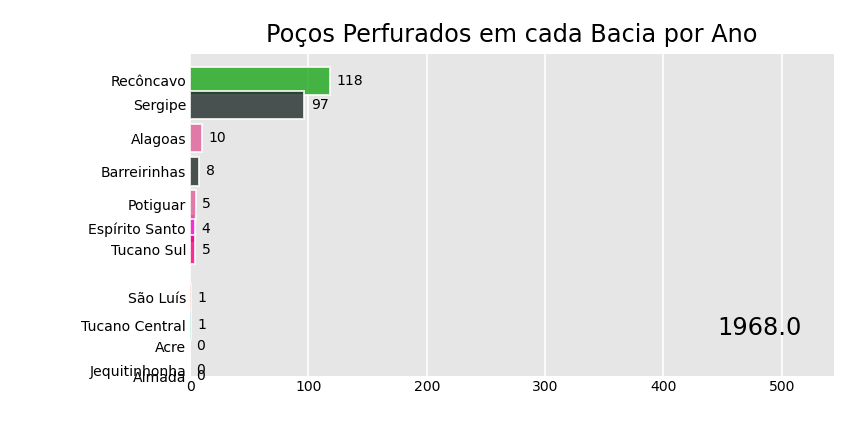 Poços Perfurados em cada Bacia por Ano
Recôncavo 118
Sergipe 97
Alagoas 10
Barreirinhas 8
Potiguar 5
Espírito Santo 4
Tucano Sul 5
São Luís 1
Tucano Central 1
1968.0
Acre 0
Jequitinhonha 0
Almada 0
0 100 200 300 400 500